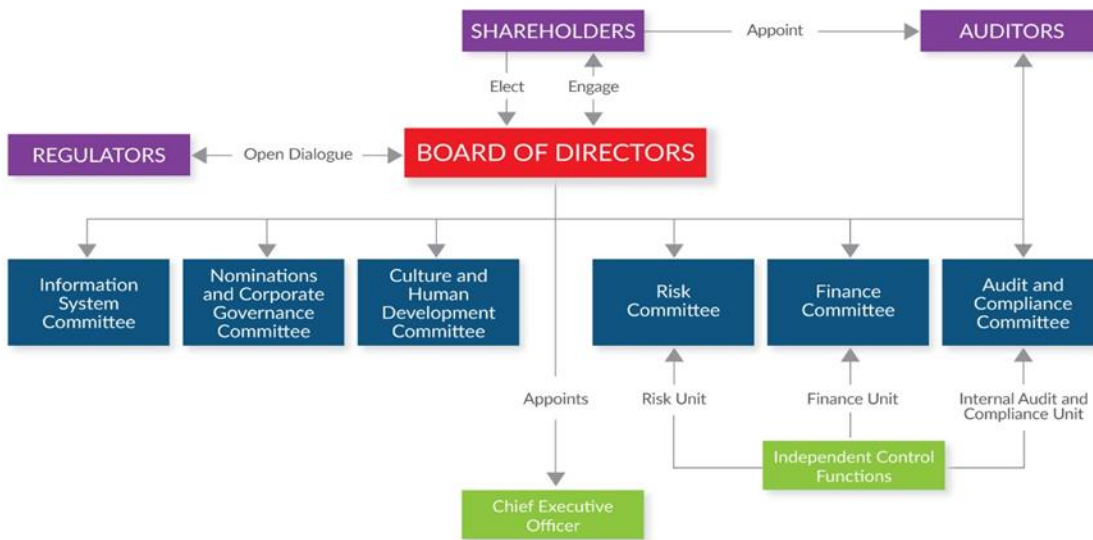 SHAREHOLDERS
Appoint
AUDITORS
Elect
Engage
REGULATORS
Open Dialogue
BOARD OF DIRECTORS
Information
System
Committee
Nominations
and Corporate
Governance
Committee
Culture and
Human
Development
Committee
Risk
Committee
Finance
Committee
Audit and
Compliance
Committee
Appoints
Risk Unit
Finance Unit
Internal Audit and
Compliance Unit
Independent Control
Functions
Chief Executive
Officer